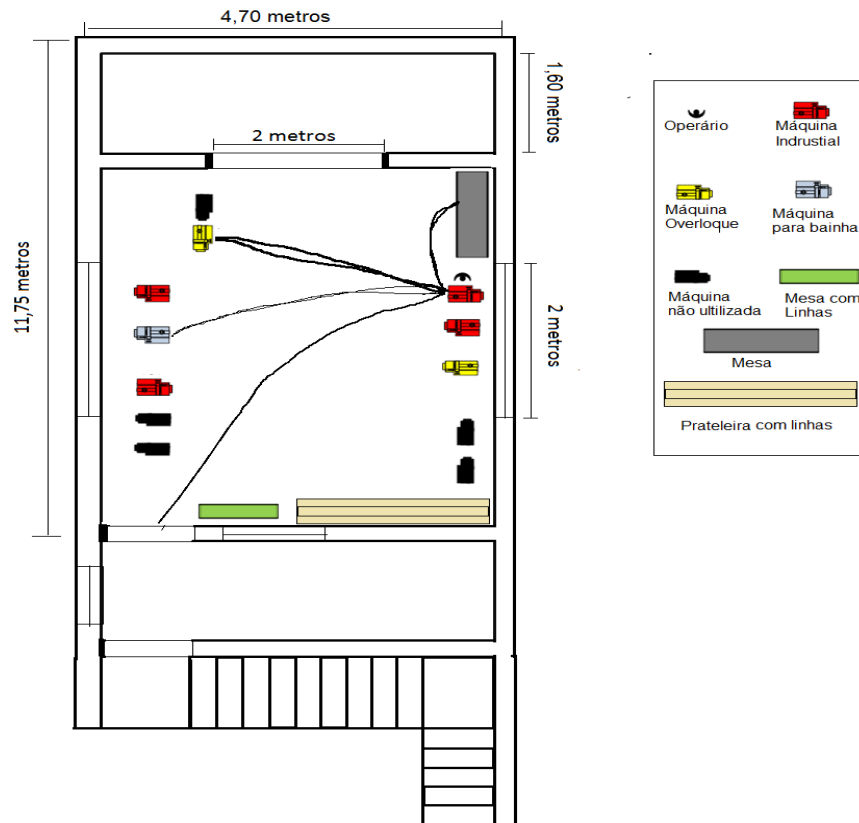 4,70 metros
1,60 metros
2 metros
11,75 metros
2 metros
Operário
Máquina
Indrustial
Máquina
Overloque
Máquina
para bainha
Máquina
não ultilizada
Mesa com
Linhas
Mesa
Prateleira com linhas